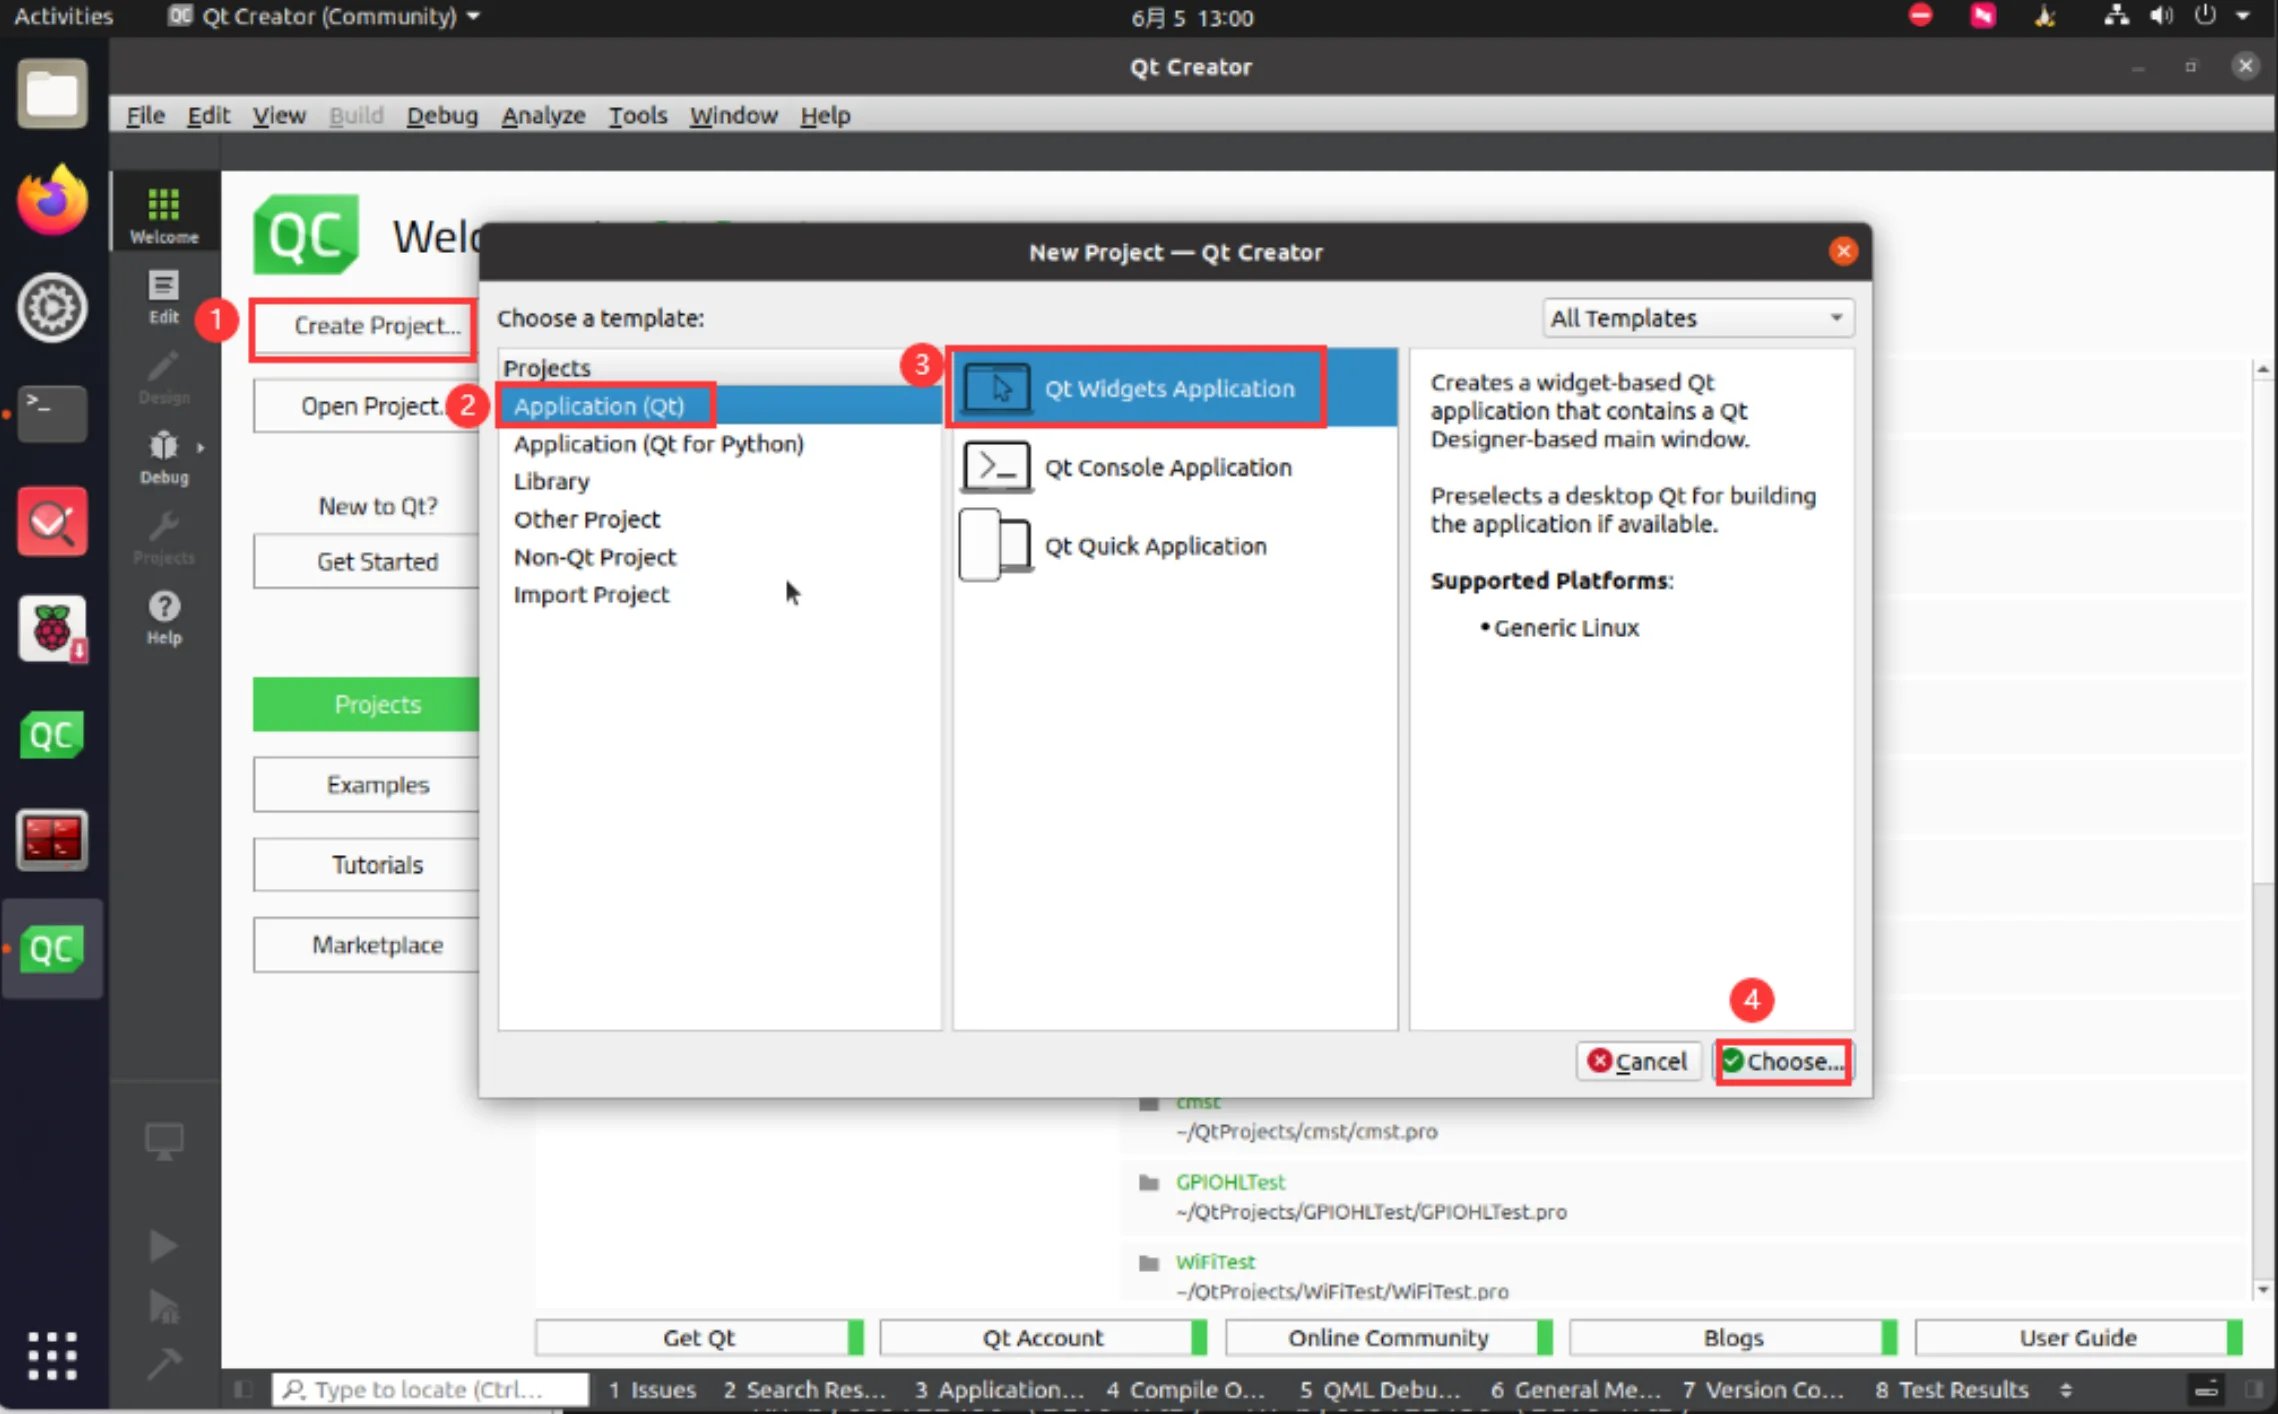 Activities
QC Qt Creator (Community)
6月 5 13:00
Qt Creator
File Edit View Build Debug Analyze Tools Window Help
Welcome
Edit
Design
Debug
Projects
Help
QC
1
Create Project...
Open Project..
New to Qt?
Get Started
Projects
Examples
Tutorials
Marketplace
New Project — Qt Creator
Choose a template:
All Templates
Projects
2
Application (Qt)
Application (Qt for Python)
Library
Other Project
Non-Qt Project
Import Project
3
Qt Widgets Application
Qt Console Application
Qt Quick Application
Creates a widget-based Qt
application that contains a Qt
Designer-based main window.
Preselects a desktop Qt for building
the application if available.
Supported Platforms:
• Generic Linux
4
Cancel
Choose...
cmst
~/QtProjects/cmst/cmst.pro
GPIOHLTest
~/QtProjects/GPIOHLTest/GPIOHLTest.pro
WiFiTest
~/QtProjects/WiFiTest/WiFiTest.pro
Get Qt
Qt Account
Online Community
Blogs
User Guide
Type to locate (Ctrl...
1 Issues
2 Search Res...
3 Application...
4 Compile O...
5 QML Debu...
6 General Me...
7 Version Co...
8 Test Results
QC
QC